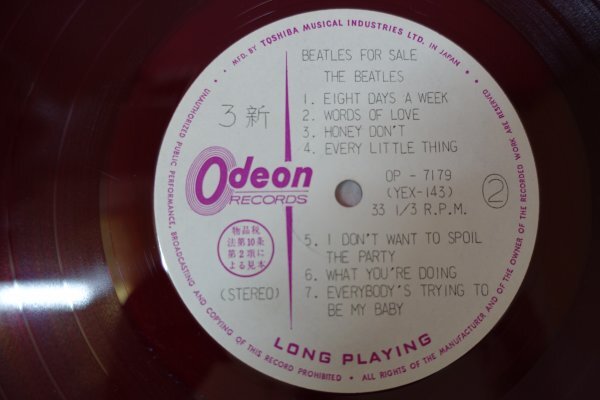 MFD. BY TOSHIBA MUSICAL INDUSTRIES LTD. IN JAPAN
BEATLES FOR SALE
THE BEATLES
1. EIGHT DAYS A WEEK
2. WORDS OF LOVE
3. HONEY DON'T
4. EVERY LITTLE THING
3新
Odeon
RECORDS
OP - 7179
(YEX-143)
33 1/3 R.P.M.
2
物品税
法第10条
第2項に
よる見本
(STEREO)
5. I DON'T WANT TO SPOIL
THE PARTY
6. WHAT YOU'RE DOING
7. EVERYBODY'S TRYING TO
BE MY BABY
LONG PLAYING
UNAUTHORIZED PUBLIC PERFORMANCE, BROADCASTING AND COPYING OF THIS RECORD PROHIBITED • ALL RIGHTS OF THE MANUFACTURER AND OF THE OWNER OF THE RECORDED WORK ARE RESERVED